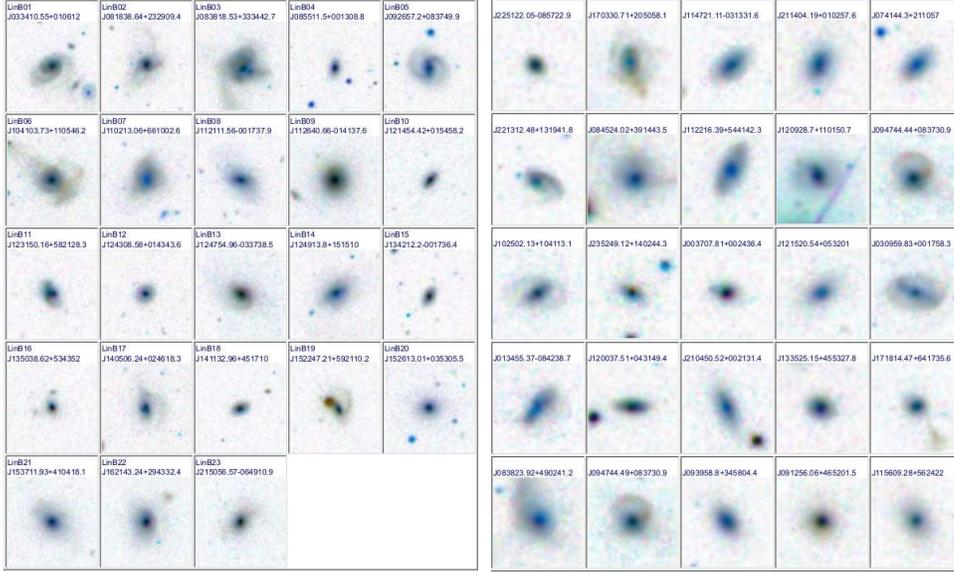 LinB01
J033410.55+010612
LinB02
J081838.64+232909.4
LinB03
J083818.53+333442.7
LinB04
J085511.5+001308.8
LinB05
J092657.2+083749.9
LinB06
J104103.73+110546.2
LinB07
J110213.06+661002.6
LinB08
J112111.56-001737.9
LinB09
J112640.66-014137.6
LinB10
J121454.42+015458.2
LinB11
J123150.16+582128.3
LinB12
J124308.58+014343.6
LinB13
J124754.96-033738.5
LinB14
J124913.8+151510
LinB15
J134212.2-001736.4
LinB16
J135038.62+534352
LinB17
J140506.24+024618.3
LinB18
J141132.96+451710
LinB19
J152247.21+592110.2
LinB20
J152613.01+035305.5
LinB21
J153711.93+410418.1
LinB22
J162143.24+294332.4
LinB23
J215056.57-064910.9
J225122.05-085722.9
J170330.71+205058.1
J114721.11-031331.6
J211404.19+010257.6
J074144.3+211057
J221312.48+131941.8
J084524.02+391443.5
J112216.39+544142.3
J120928.7+110150.7
J094744.44+083730.9
J102502.13+104113.1
J235249.12+140244.3
J003707.81+002436.4
J121520.54+053201
J030959.83+001758.3
J013455.37-084238.7
J120037.51+043149.4
J210450.52+002131.4
J133525.15+455327.8
J171814.47+641735.6
J083823.92+490241.2
J094744.49+083730.9
J093958.8+345804.4
J091256.06+465201.5
J115609.28+562422